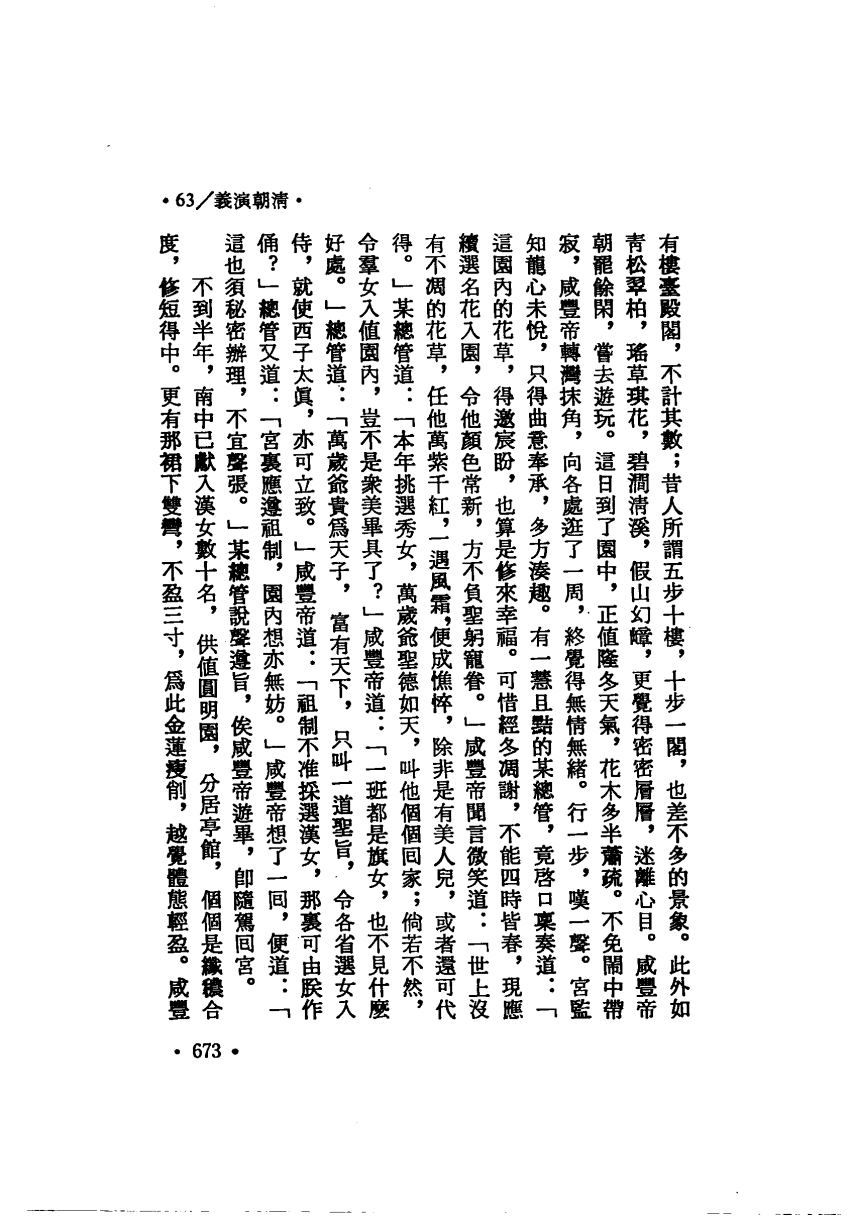 •63/義演朝清•
有樓臺殿閣，不計其數；昔人所謂五步十樓，十步一閣，也差不多的景象。此外如
青松翠柏，瑤草琪花，碧澗清溪，假山幻嶂，更覺得密密層層，迷離心目。咸豐帝
朝罷餘閑，嘗去遊玩。這日到了園中，正值隆冬天氣，花木多半蕭疏。不免鬧中帶
寂，咸豐帝轉灣抹角，向各處逛了一周，終覺得無情無緒。行一步，嘆一聲。宮監
知龍心未悅，只得曲意奉承，多方湊趣。有一慧且黠的某總管，竟啓口稟奏道：「
這園內的花草，得邀宸盼，也算是修來幸福。可惜經冬凋謝，不能四時皆春，現應
續選名花入園，令他顏色常新，方不負聖躬寵眷。」咸豐帝聞言微笑道：「世上沒
有不凋的花草，任他萬紫千紅，一遇風霜，便成憔悴，除非是有美人兒，或者還可代
得。」某總管道：「本年挑選秀女，萬歲爺聖德如天，叫他個個回家；倘若不然，
令羣女入值園內，豈不是衆美畢具了？」咸豐帝道：「一班都是旗女，也不見什麼
好處。」總管道：「萬歲爺貴爲天子，富有天下，只叫一道聖旨，令各省選女入
侍，就使西子太眞，亦可立致。」咸豐帝道：「祖制不准採選漢女，那裏可由朕作
俑？」總管又道：「宮裏應遵祖制，園內想亦無妨。」咸豐帝想了一回，便道：「
這也須秘密辦理，不宜聲張。」某總管說聲遵旨，俟咸豐帝遊畢，卽隨駕回宮。
不到半年，南中已獻入漢女數十名，供值圓明園，分居亭館，個個是纖穠合
度，修短得中。更有那裙下雙彎，不盈三寸，爲此金蓮瘦削，越覺體態輕盈。咸豐
•673•